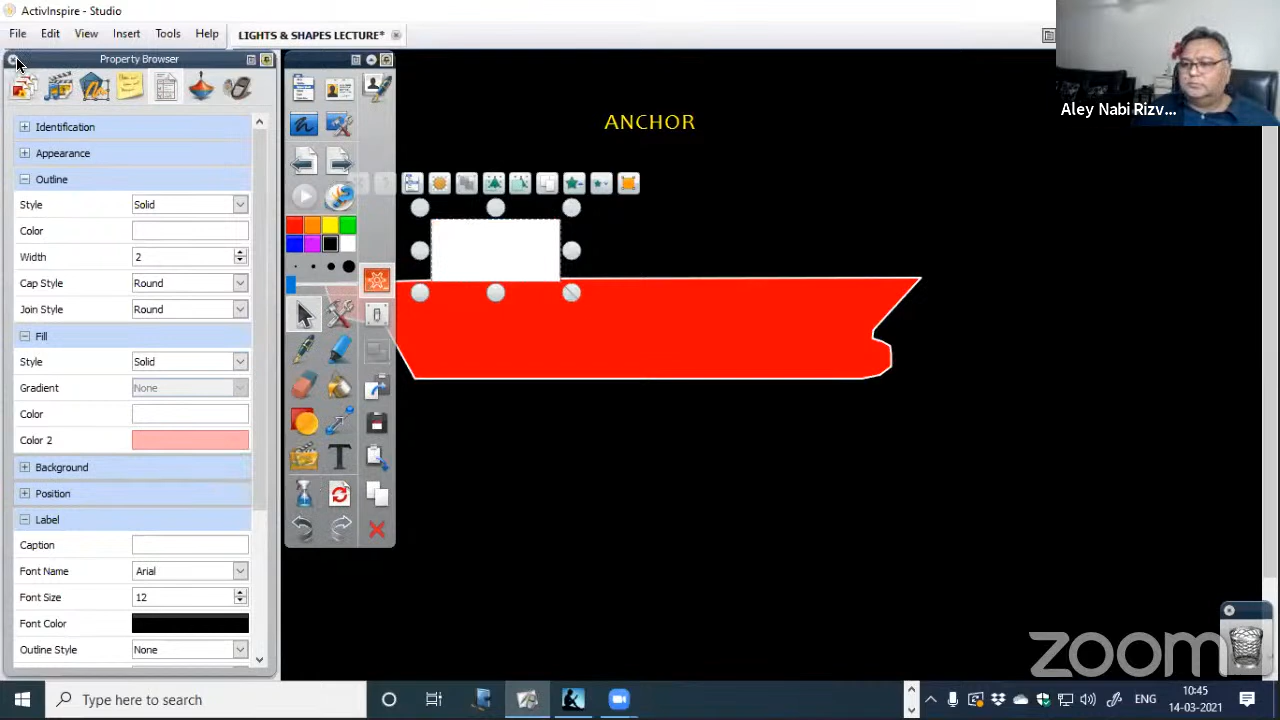 ActivInspire - Studio
File Edit View Insert Tools Help
LIGHTS & SHAPES LECTURE*
Property Browser
Identification
Appearance
Outline
Style Solid
Color
Width 2
Cap Style Round
Join Style Round
Fill
Style Solid
Gradient None
Color
Color 2
Background
Position
Label
Caption
Font Name Arial
Font Size 12
Font Color
Outline Style None
ANCHOR
Aley Nabi Rizv...
zoom
Type here to search
ENG
10:45
14-03-2021